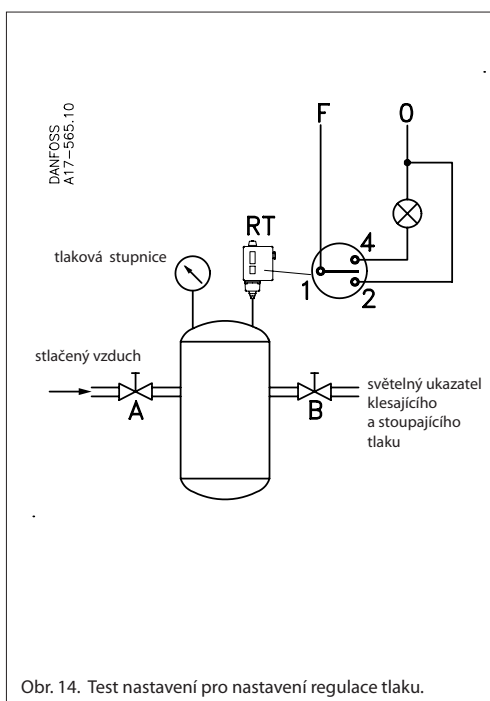 DANFOSS
A17-565.10
F
0
RT
4
1
2
tlaková stupnice
stlačený vzduch
A
B
světelný ukazatel
klesajícího
a stoupajícího
tlaku
Obr. 14. Test nastavení pro nastavení regulace tlaku.